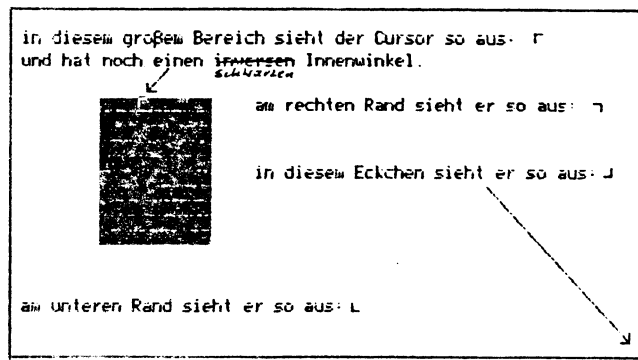 in diesem großem Bereich sieht der Cursor so aus: ┌
und hat noch einen inversen Innenwinkel.
schwarzen
am rechten Rand sieht er so aus: ┐
in diesem Eckchen sieht er so aus: ┘
am unteren Rand sieht er so aus: └